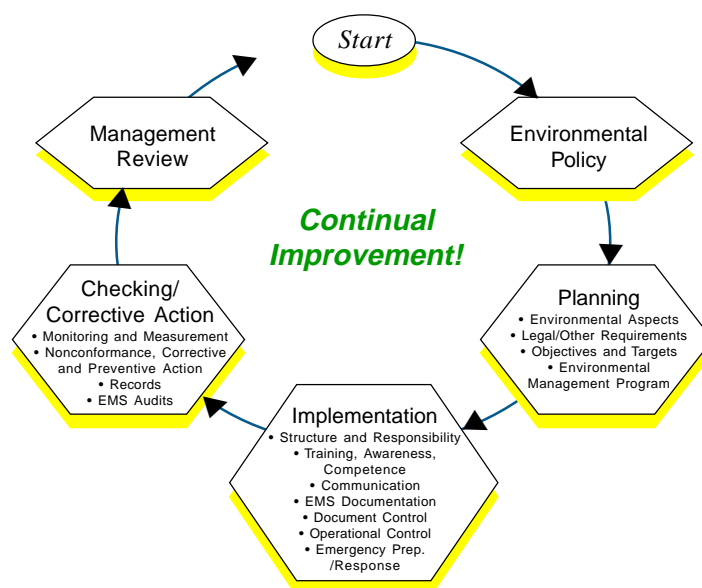 Start
Environmental
Policy
Planning
• Environmental Aspects
• Legal/Other Requirements
• Objectives and Targets
• Environmental
Management Program
Implementation
• Structure and Responsibility
• Training, Awareness,
Competence
• Communication
• EMS Documentation
• Document Control
• Operational Control
• Emergency Prep.
/Response
Checking/
Corrective Action
• Monitoring and Measurement
• Nonconformance, Corrective
and Preventive Action
• Records
• EMS Audits
Management
Review
Continual
Improvement!